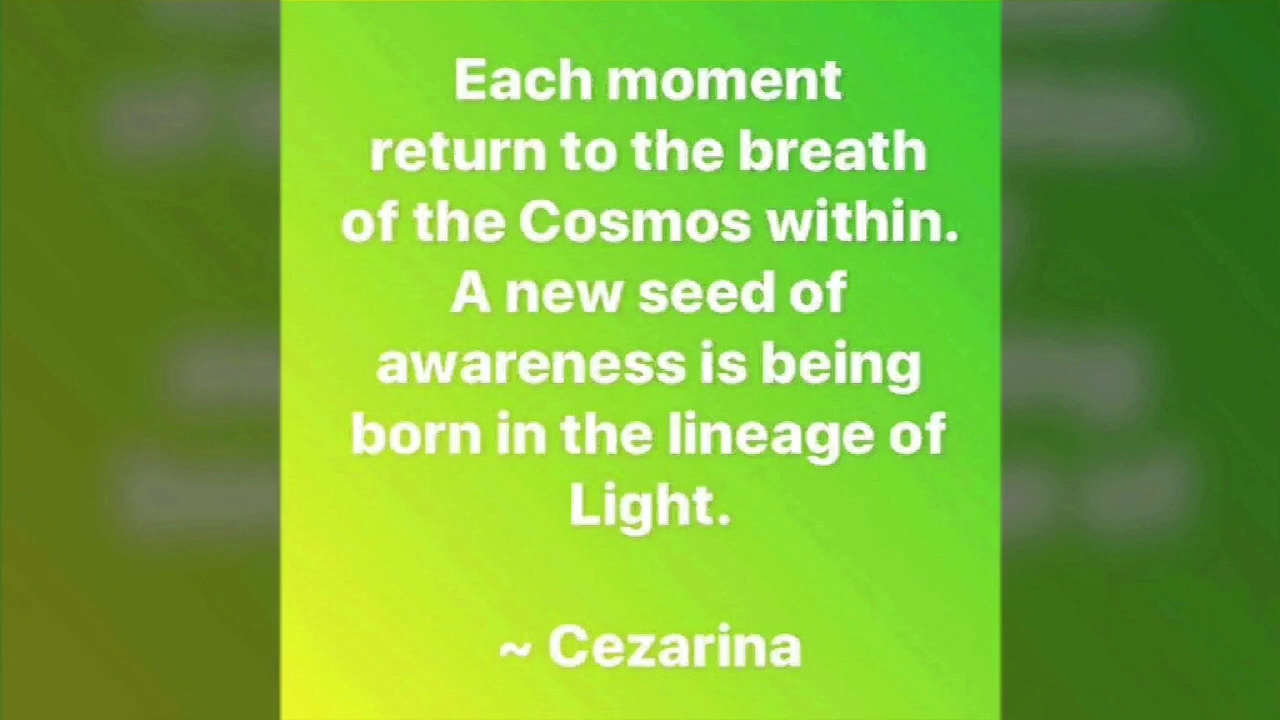 Each moment
return to the breath
of the Cosmos within.
A new seed of
awareness is being
born in the lineage of
Light.
~ Cezarina